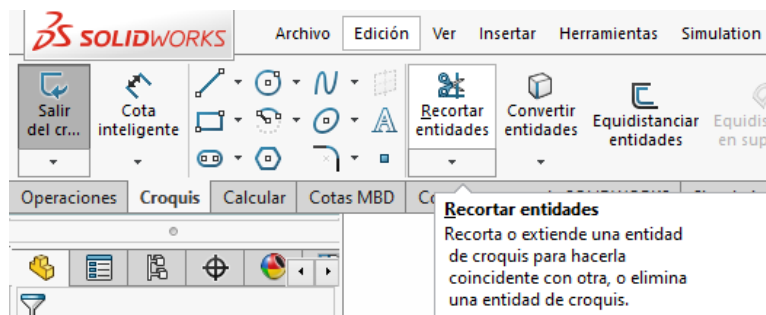 SOLIDWORKS
Archivo Edición Ver Insertar Herramientas Simulation
Salir del cr...
Cota inteligente
Recortar entidades
Convertir entidades
Equidistanciar entidades
en
Operaciones Croquis Calcular Cotas MBD
Recortar entidades
Recorta o extiende una entidad
de croquis para hacerla
coincidente con otra, o elimina
una entidad de croquis.